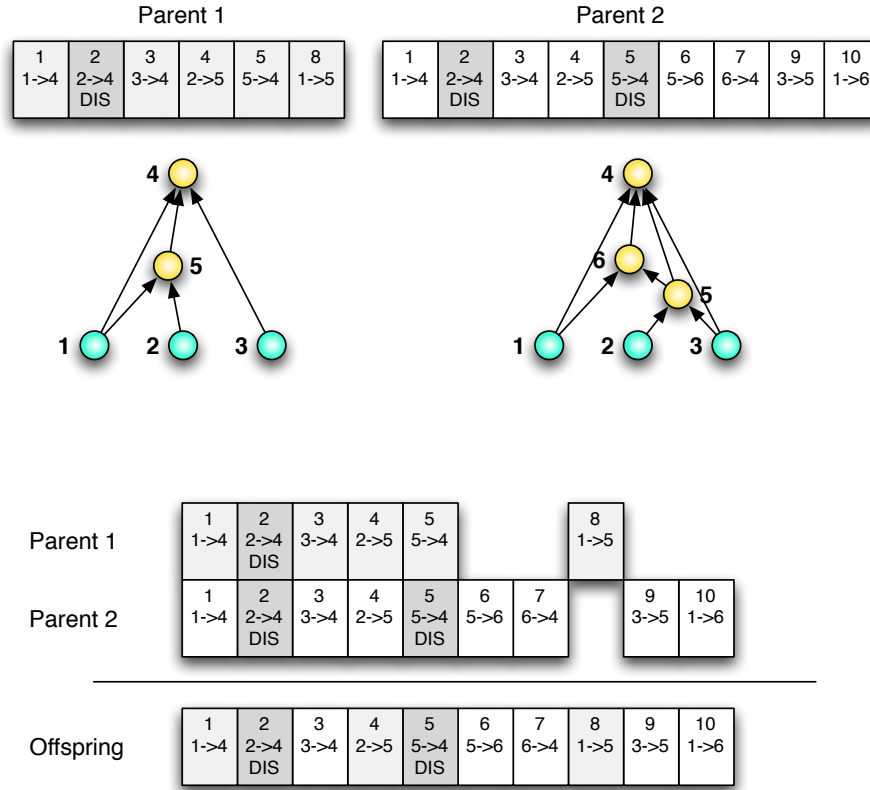 Parent 1
Parent 2
1 2 3 4 5 8
1->4 2->4 3->4 2->5 5->4 1->5
DIS
1 2 3 4 5 6 7 9 10
1->4 2->4 3->4 2->5 5->4 5->6 6->4 3->5 1->6
DIS DIS
4
5
1 2 3
4
6
5
1 2 3
Parent 1
1 2 3 4 5 8
1->4 2->4 3->4 2->5 5->4 1->5
DIS
Parent 2
1 2 3 4 5 6 7 9 10
1->4 2->4 3->4 2->5 5->4 5->6 6->4 3->5 1->6
DIS DIS
Offspring
1 2 3 4 5 6 7 8 9 10
1->4 2->4 3->4 2->5 5->4 5->6 6->4 1->5 3->5 1->6
DIS DIS